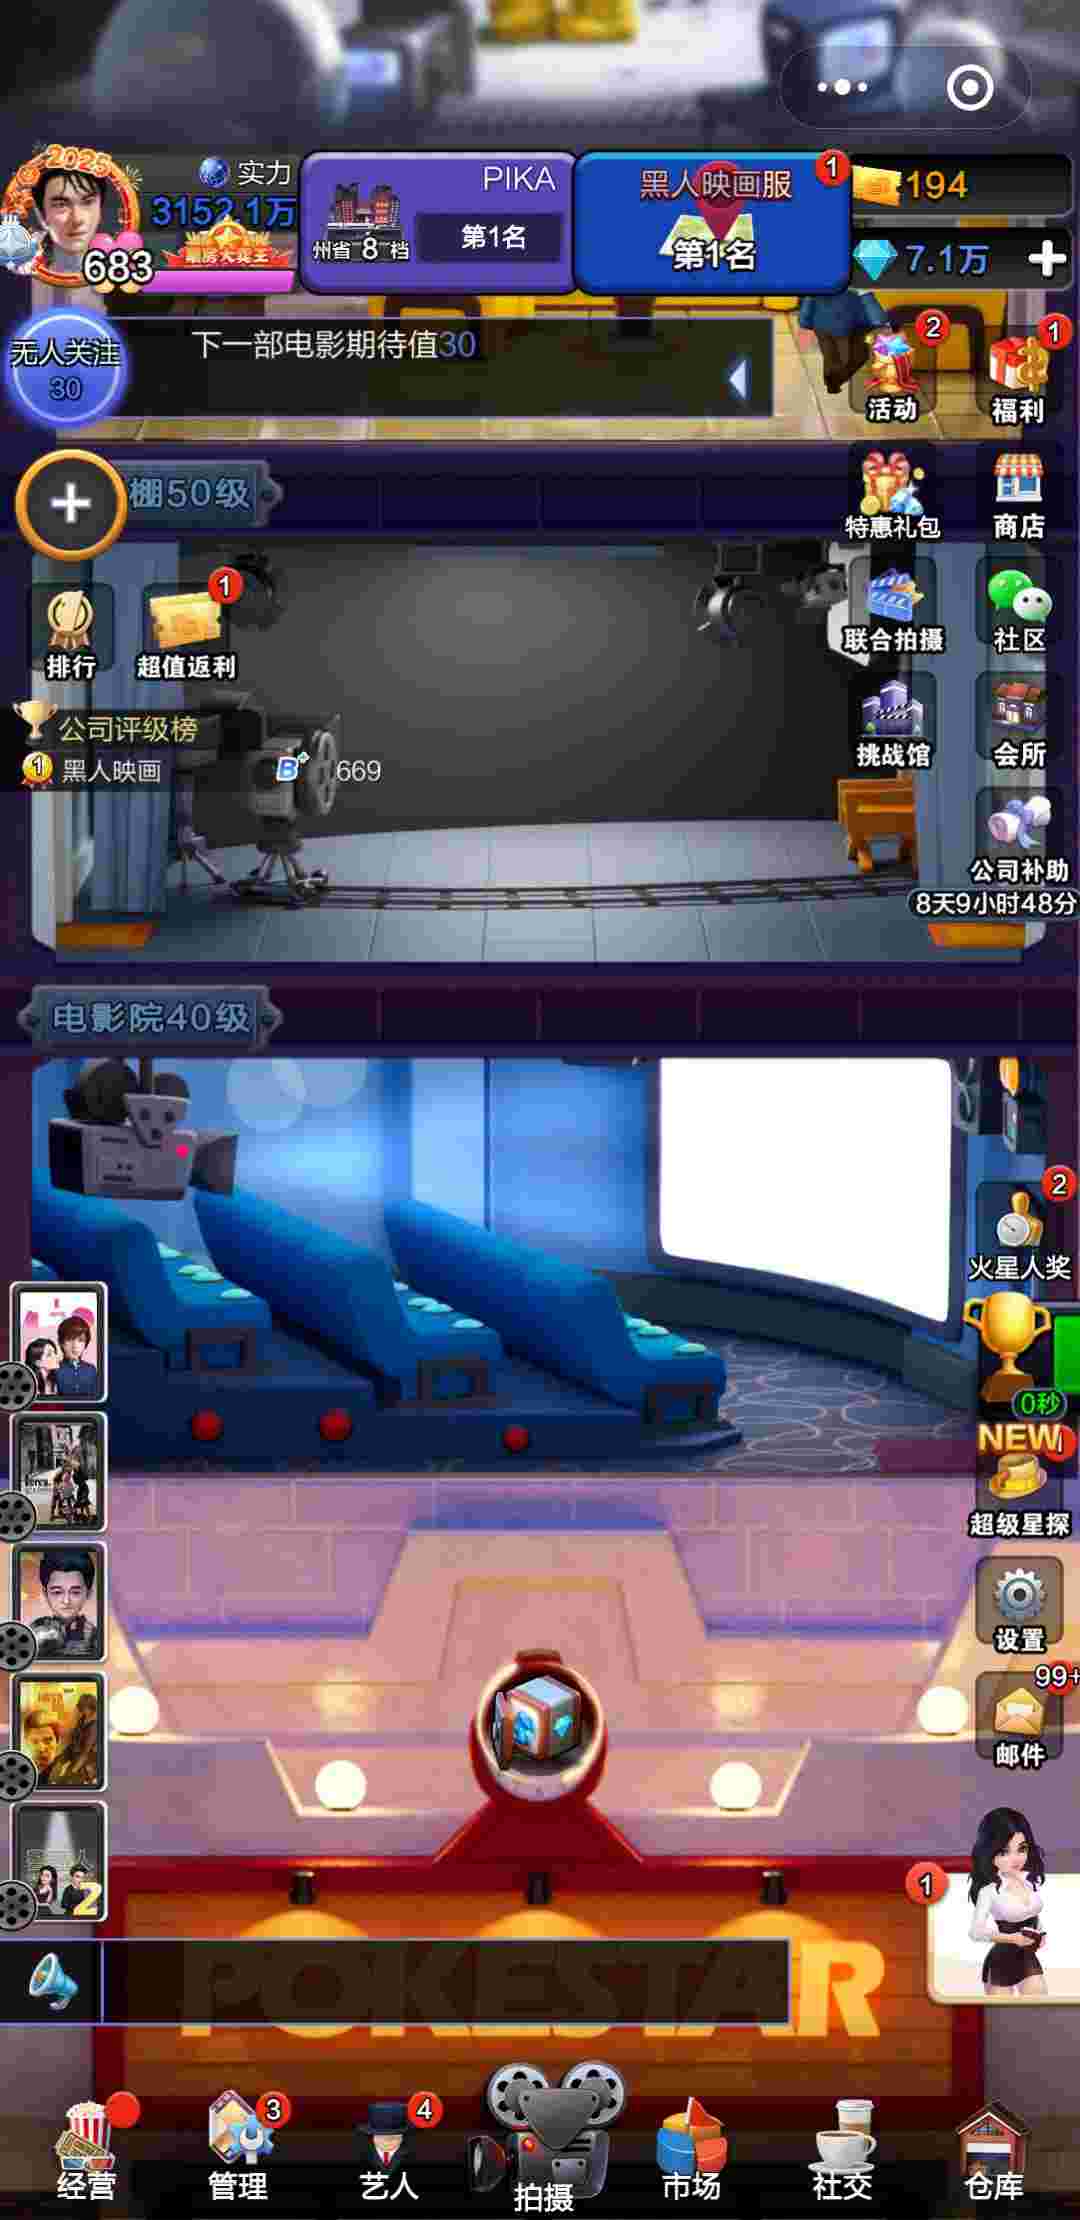 2025
实力
3152.1万
票房大卖王
683
PIKA
州省 8 档
第1名
黑人映画服
1
第1名
194
7.1万
无人关注
30
下一部电影期待值30
2
活动
1
福利
棚50级
特惠礼包
商店
排行
1
超值返利
联合拍摄
社区
公司评级榜
1
黑人映画
B+
669
挑战馆
会所
公司补助
8天9小时48分
电影院40级
2
火星人奖
0秒
NEW
超级星探
设置
99+
邮件
2
1
POKESTAR
经营
3
管理
4
艺人
拍摄
市场
社交
仓库